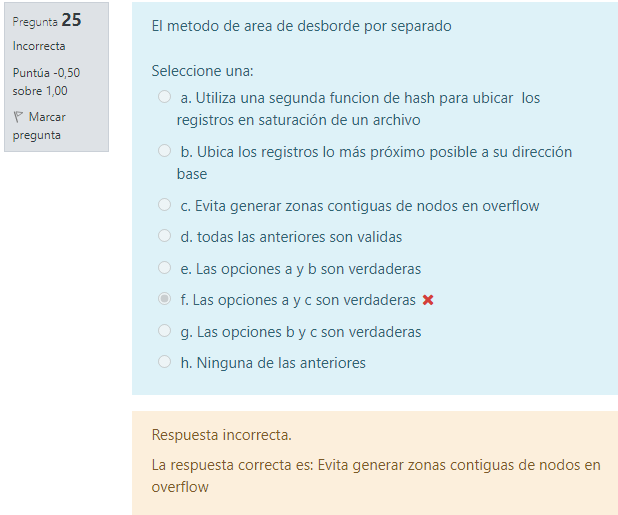 Pregunta 25
Incorrecta
Puntúa -0,50
sobre 1,00
Marcar
pregunta
El metodo de area de desborde por separado
Seleccione una:
a. Utiliza una segunda funcion de hash para ubicar los
registros en saturación de un archivo
b. Ubica los registros lo más próximo posible a su dirección
base
c. Evita generar zonas contiguas de nodos en overflow
d. todas las anteriores son validas
e. Las opciones a y b son verdaderas
f. Las opciones a y c son verdaderas
g. Las opciones b y c son verdaderas
h. Ninguna de las anteriores
Respuesta incorrecta.
La respuesta correcta es: Evita generar zonas contiguas de nodos en
overflow